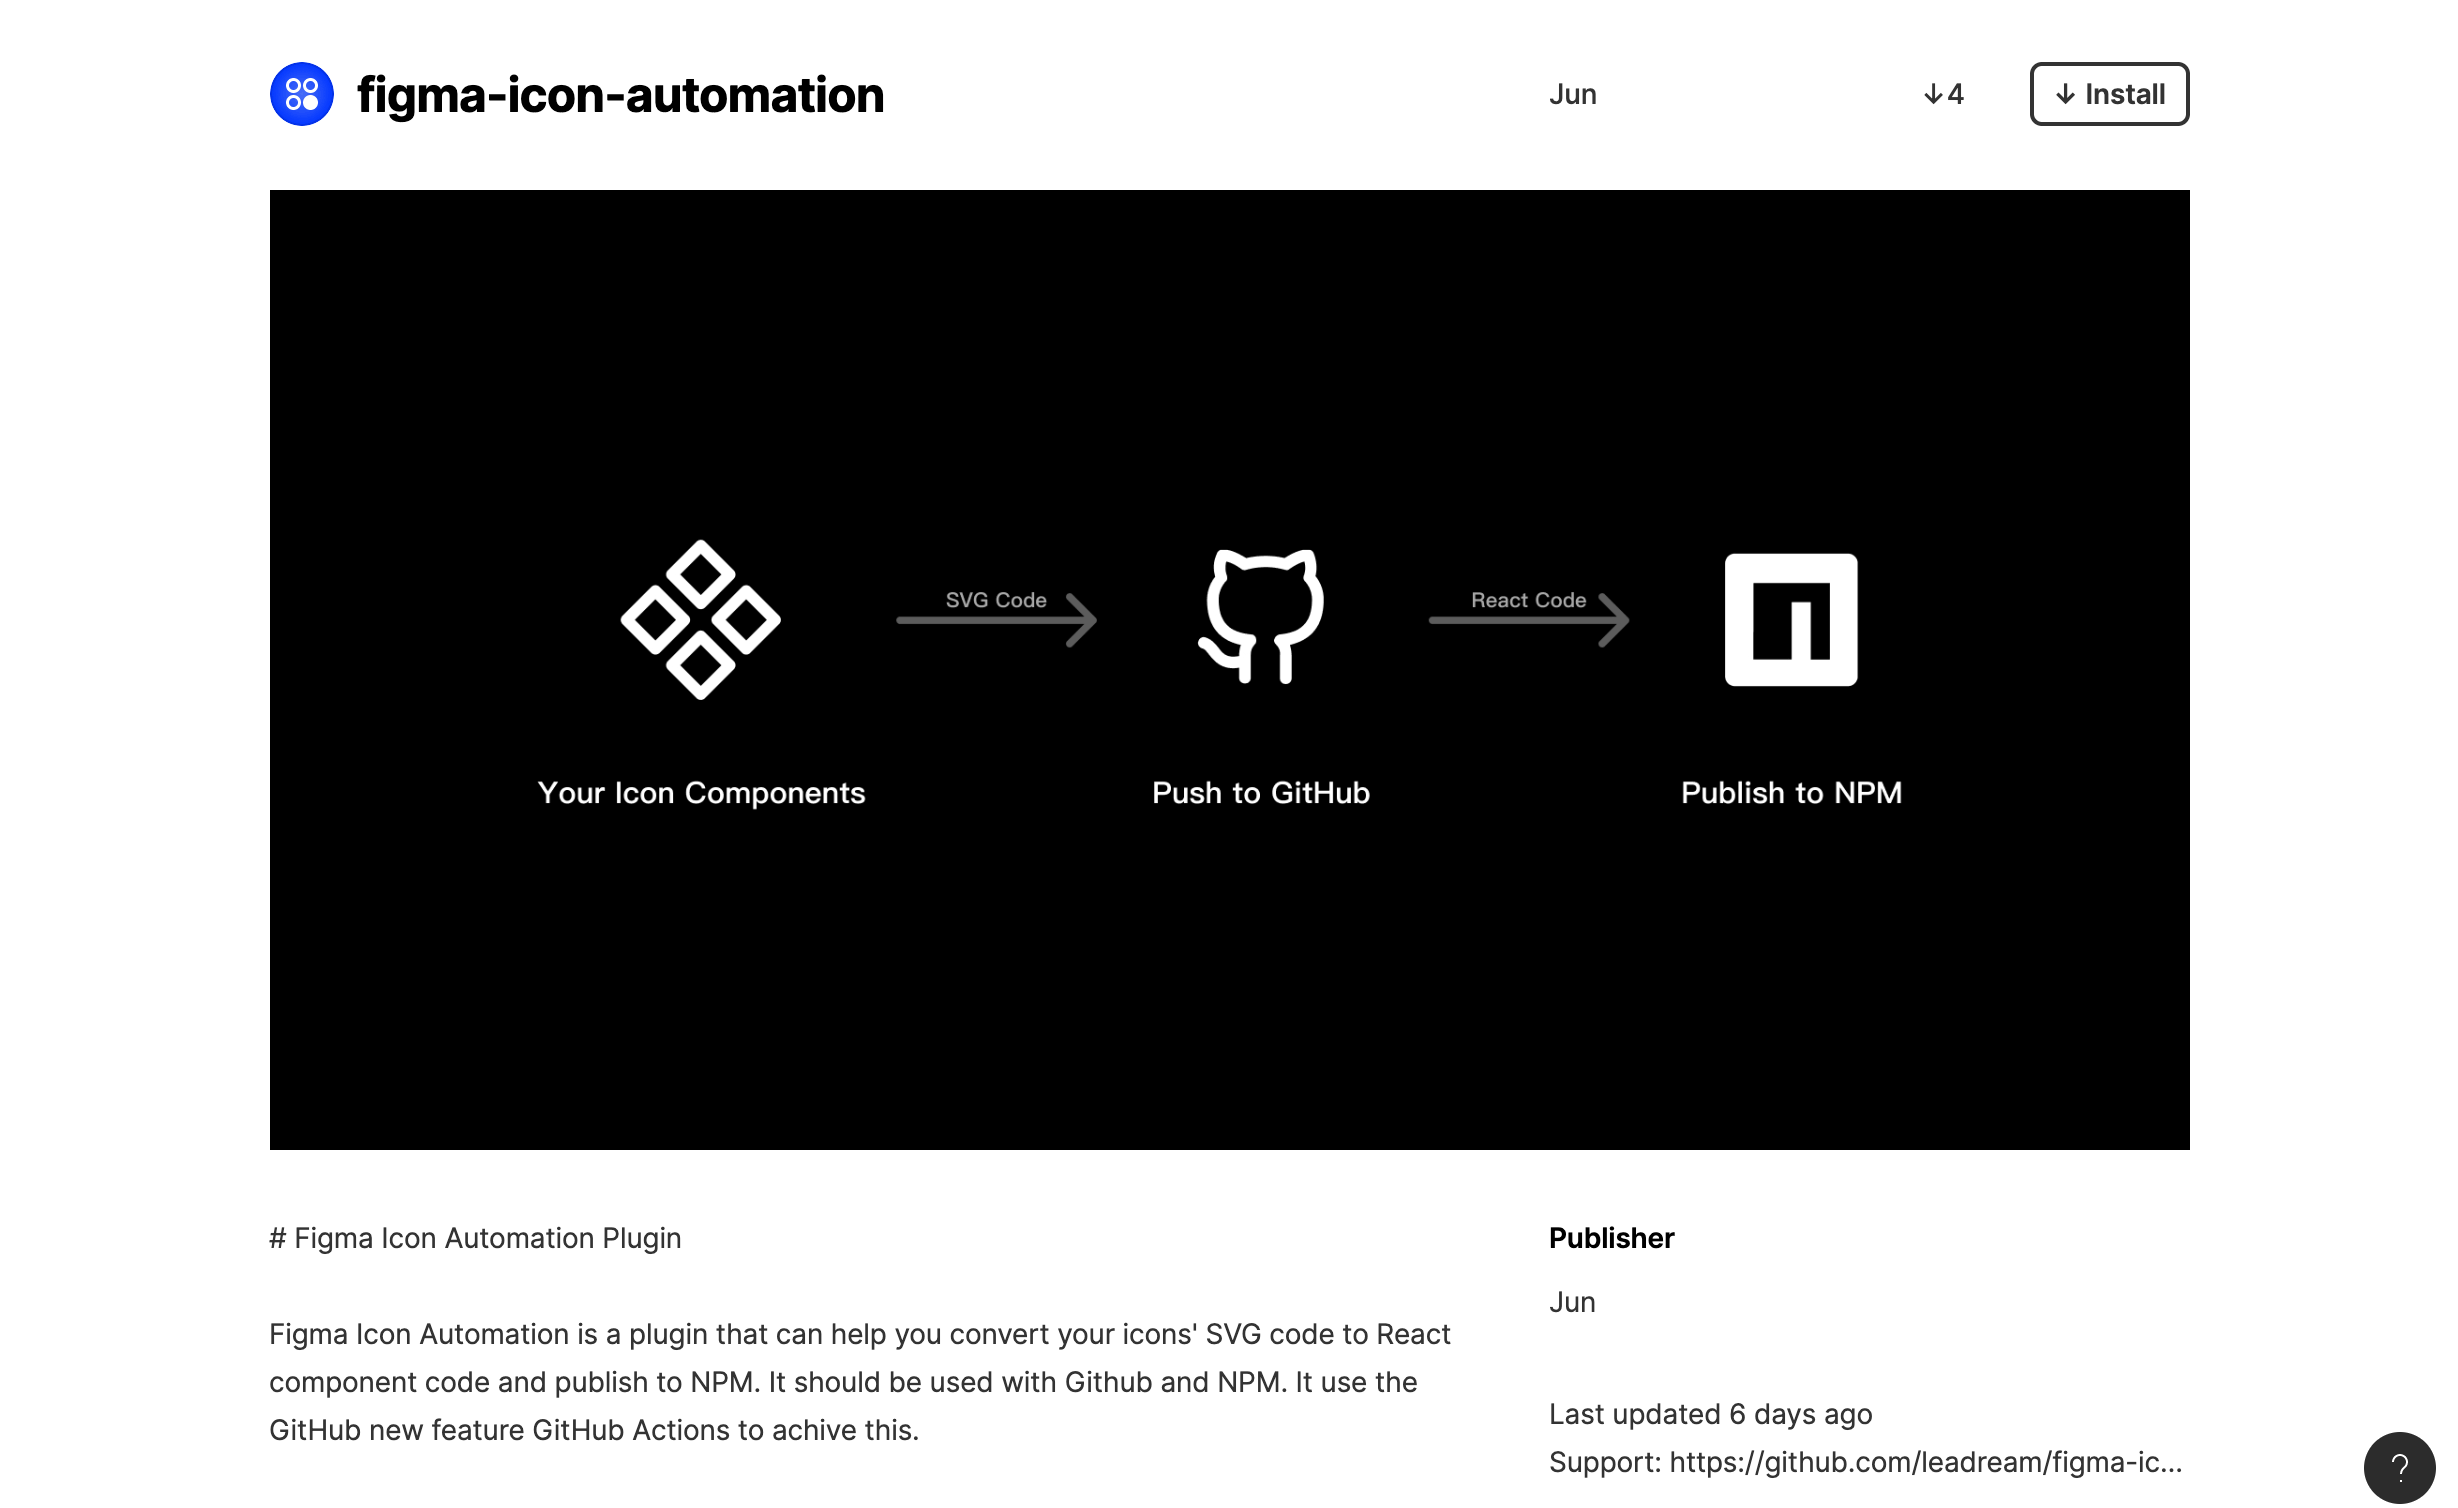 figma-icon-automation
Jun
↓4
↓ Install
SVG Code
React Code
Your Icon Components
Push to GitHub
Publish to NPM
# Figma Icon Automation Plugin
Figma Icon Automation is a plugin that can help you convert your icons' SVG code to React
component code and publish to NPM. It should be used with Github and NPM. It use the
GitHub new feature GitHub Actions to achive this.
Publisher
Jun
Last updated 6 days ago
Support: https://github.com/leadream/figma-ic...
?